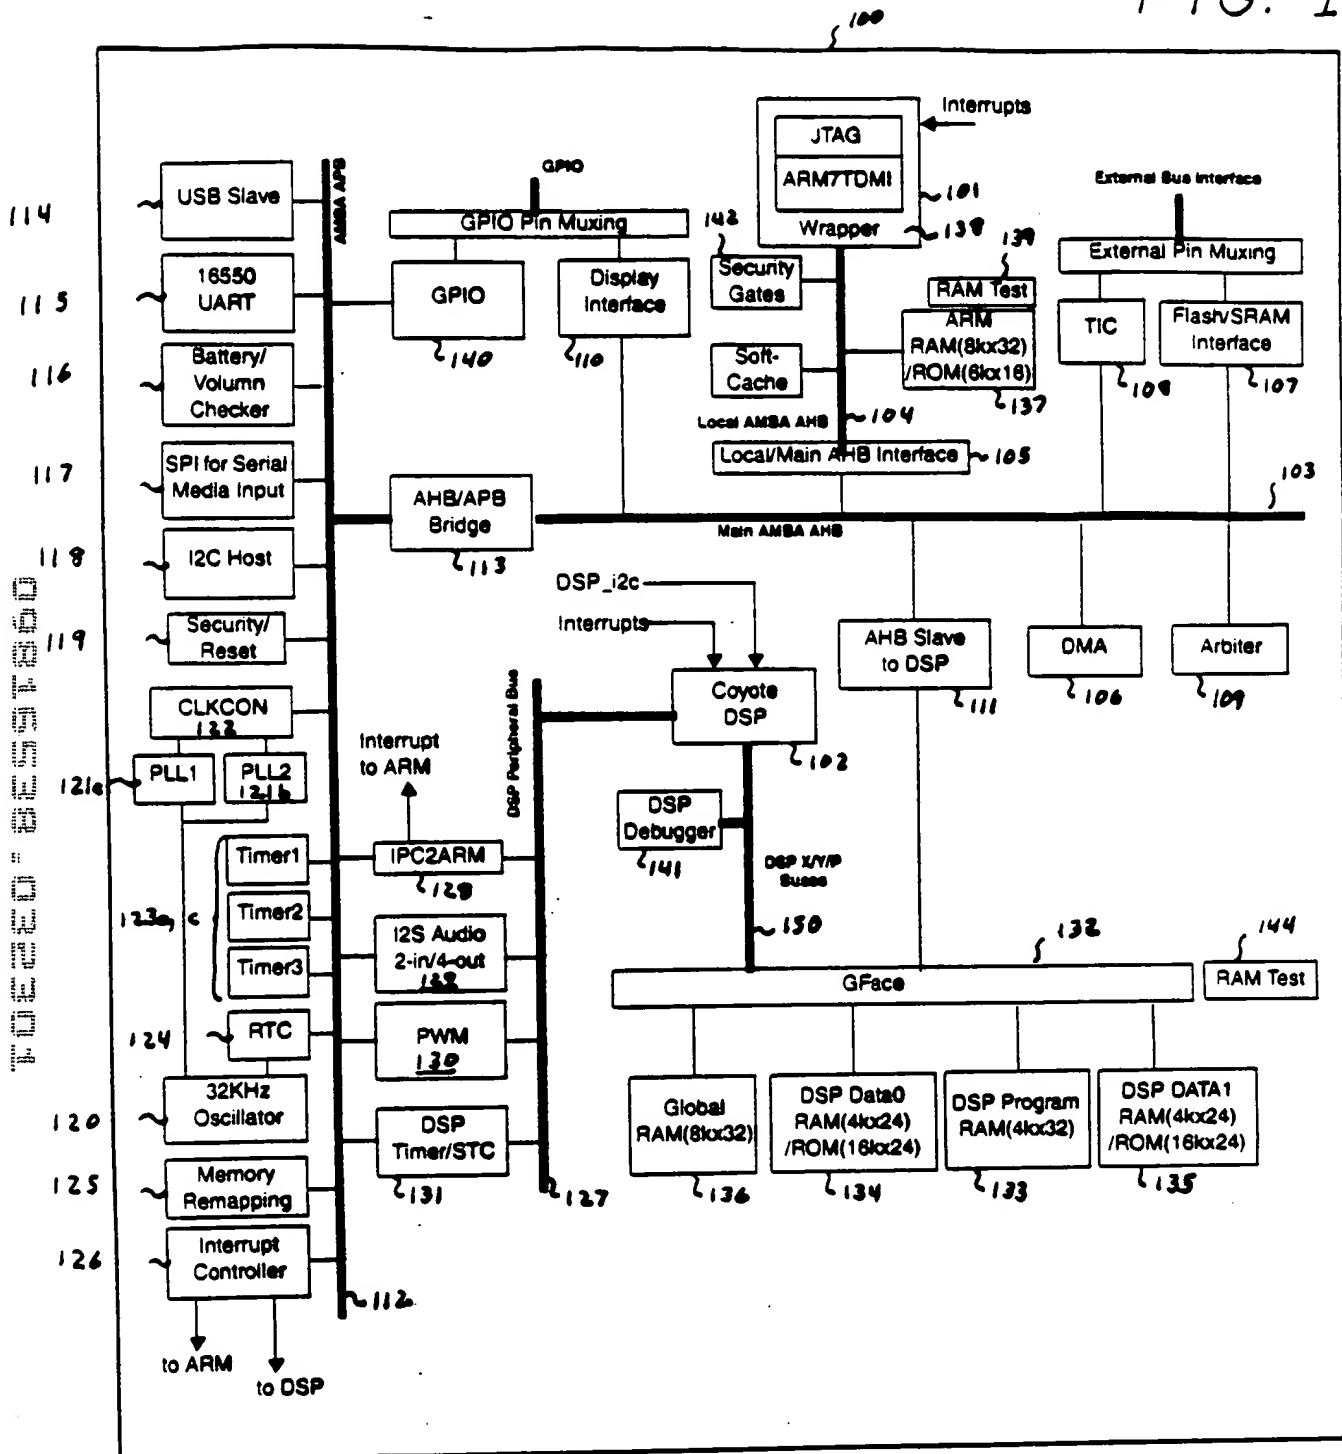 FIG. 1
100
Interrupts
JTAG
ARM7TDMI
101
Wrapper
138
GPIO
GPIO Pin Muxing
External Bus Interface
External Pin Muxing
AMBA APB
114
USB Slave
115
16550
UART
116
Battery/
Volumn
Checker
117
SPI for Serial
Media Input
118
I2C Host
119
Security/
Reset
CLKCON
122
121a
PLL1
PLL2
121b
123a, c
Timer1
Timer2
Timer3
124
RTC
120
32KHz
Oscillator
125
Memory
Remapping
126
Interrupt
Controller
to ARM
to DSP
112
GPIO
140
Display
Interface
110
142
Security
Gates
Soft-
Cache
139
RAM Test
ARM
RAM(8kx32)
/ROM(6kx16)
137
TIC
108
Flash/SRAM
Interface
107
104
Local AMBA AHB
Local/Main AHB Interface
105
103
AHB/APB
Bridge
113
Main AMBA AHB
DSP_i2c
Interrupts
Coyote
DSP
102
AHB Slave
to DSP
111
DMA
106
Arbiter
109
DSP Peripheral Bus
Interrupt
to ARM
IPC2ARM
128
I2S Audio
2-in/4-out
128
PWM
130
DSP
Timer/STC
131
127
DSP
Debugger
141
DSP X/Y/P
Buses
150
132
GFace
144
RAM Test
Global
RAM(8kx32)
136
DSP Data0
RAM(4kx24)
/ROM(16kx24)
134
DSP Program
RAM(4kx32)
133
DSP DATA1
RAM(4kx24)
/ROM(16kx24)
135